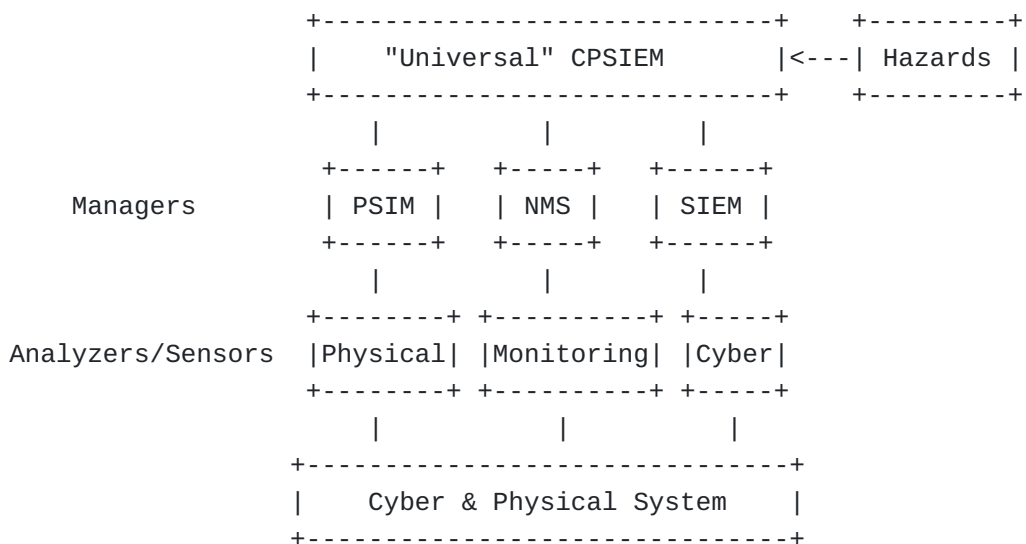 "Universal" CPSIEM <--- Hazards
Managers PSIM NMS SIEM
Analyzers/Sensors Physical Monitoring Cyber
Cyber & Physical System